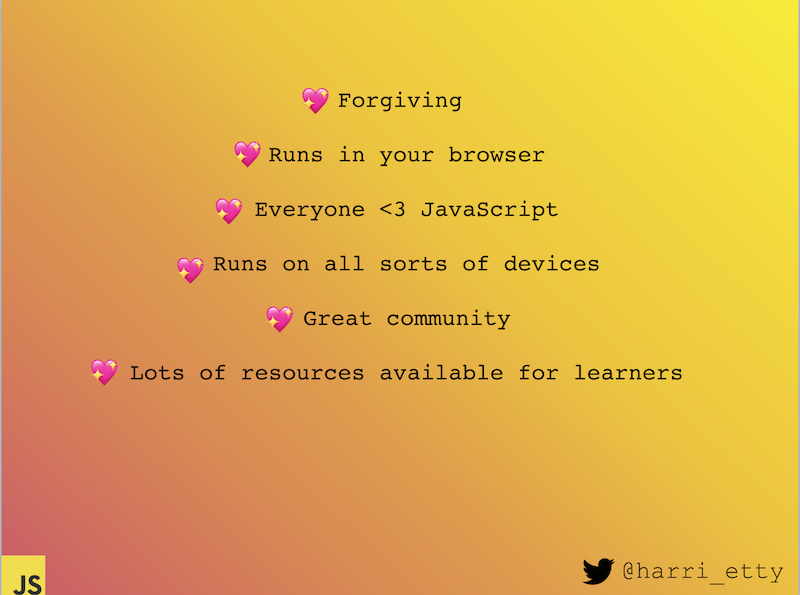 💖 Forgiving
💖 Runs in your browser
💖 Everyone <3 JavaScript
💖 Runs on all sorts of devices
💖 Great community
💖 Lots of resources available for learners
JS
@harri_etty